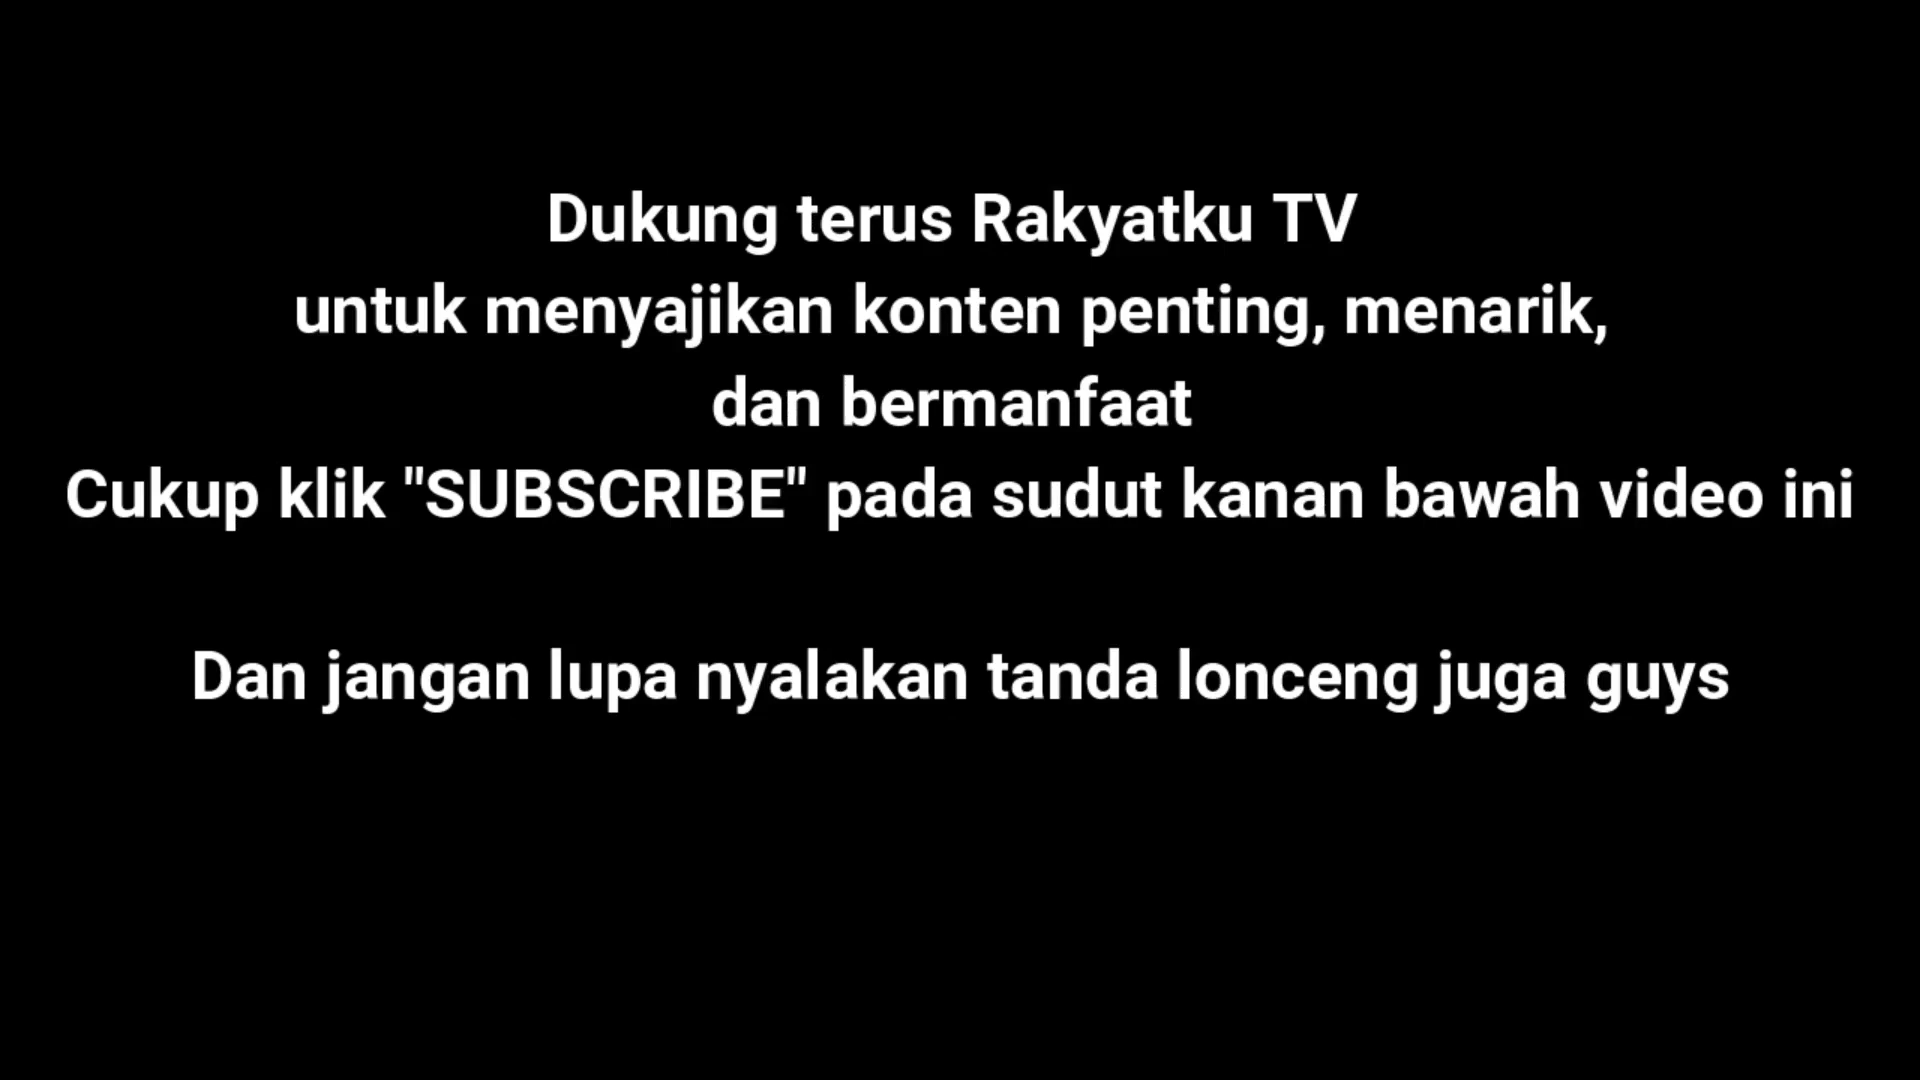 Dukung terus Rakyatku TV
untuk menyajikan konten penting, menarik,
dan bermanfaat
Cukup klik "SUBSCRIBE" pada sudut kanan bawah video ini
Dan jangan lupa nyalakan tanda lonceng juga guys